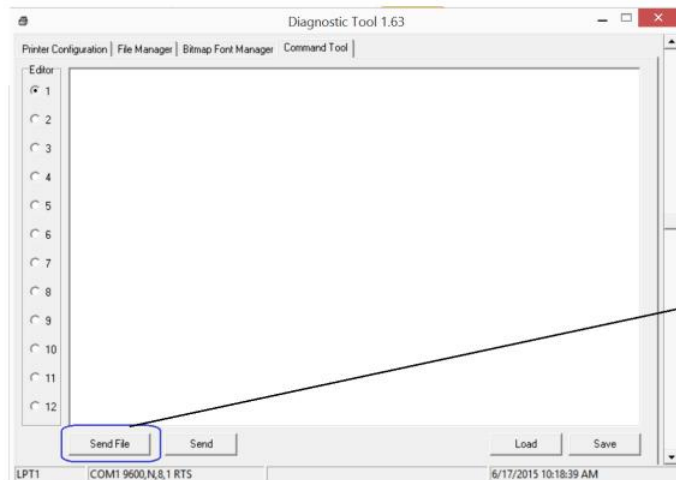 Diagnostic Tool 1.63
Printer Configuration File Manager Bitmap Font Manager Command Tool
Editor
1
2
3
4
5
6
7
8
9
10
11
12
Send File Send Load Save
LPT1 COM1 9600,N,8,1 RTS 6/17/2015 10:18:39 AM